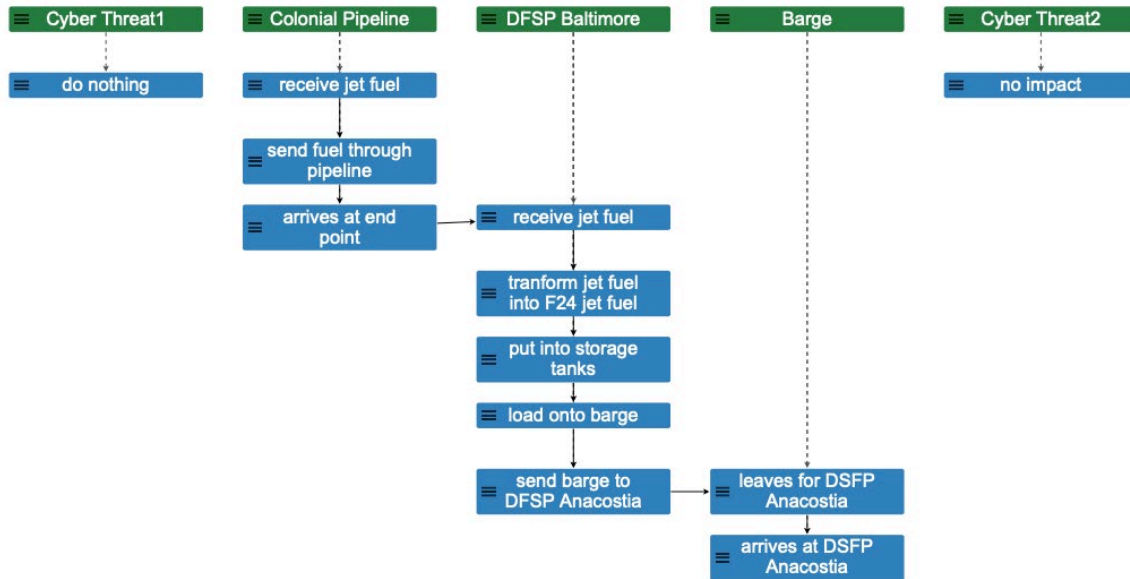 Cyber Threat1
Colonial Pipeline
DFSP Baltimore
Barge
Cyber Threat2
do nothing
receive jet fuel
no impact
send fuel through
pipeline
arrives at end
point
receive jet fuel
tranform jet fuel
into F24 jet fuel
put into storage
tanks
load onto barge
send barge to
DFSP Anacostia
leaves for DSFP
Anacostia
arrives at DSFP
Anacostia